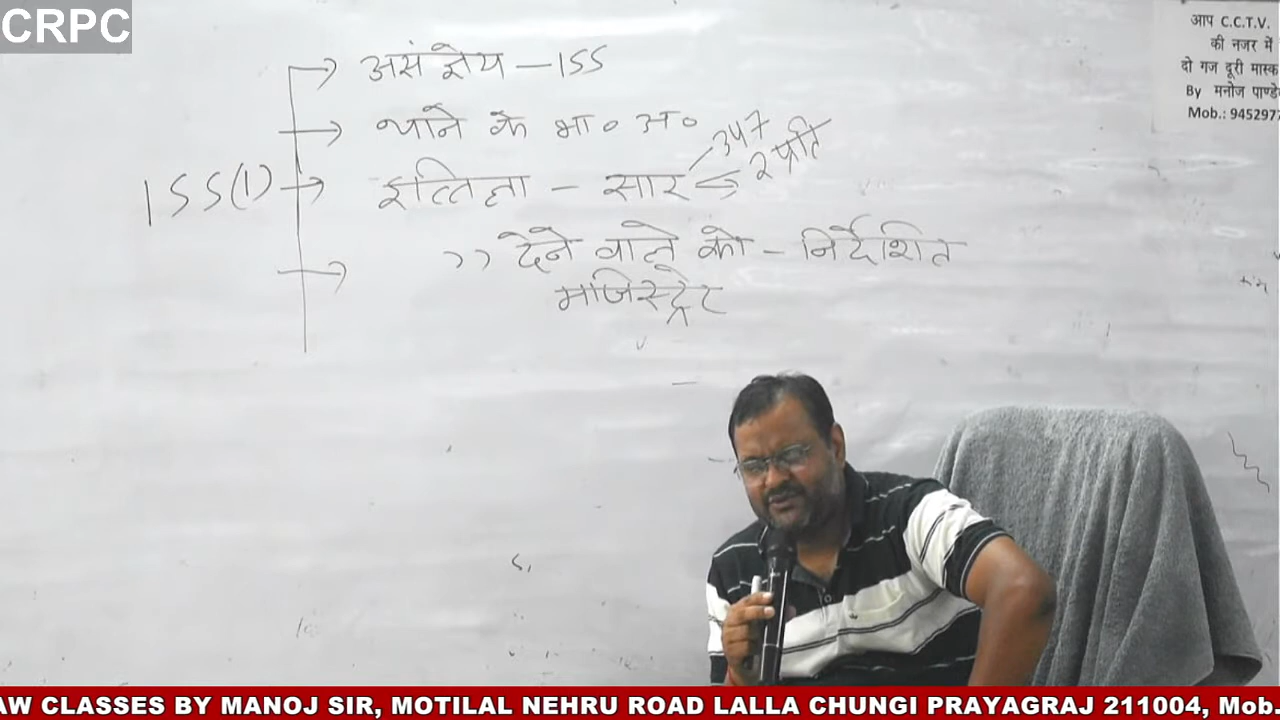 CRPC
आप C.C.T.V.
की नजर में
दो गज दूरी मास्क
By मनोज पाण्डे
Mob.: 945297
असंज्ञेय – 155
थाने के भा० अ०
155(1)
इत्तिला – सार
2 प्रति
,, देने वाले को – निर्देशित
मजिस्ट्रेट
AW CLASSES BY MANOJ SIR, MOTILAL NEHRU ROAD LALLA CHUNGI PRAYAGRAJ 211004, Mob.